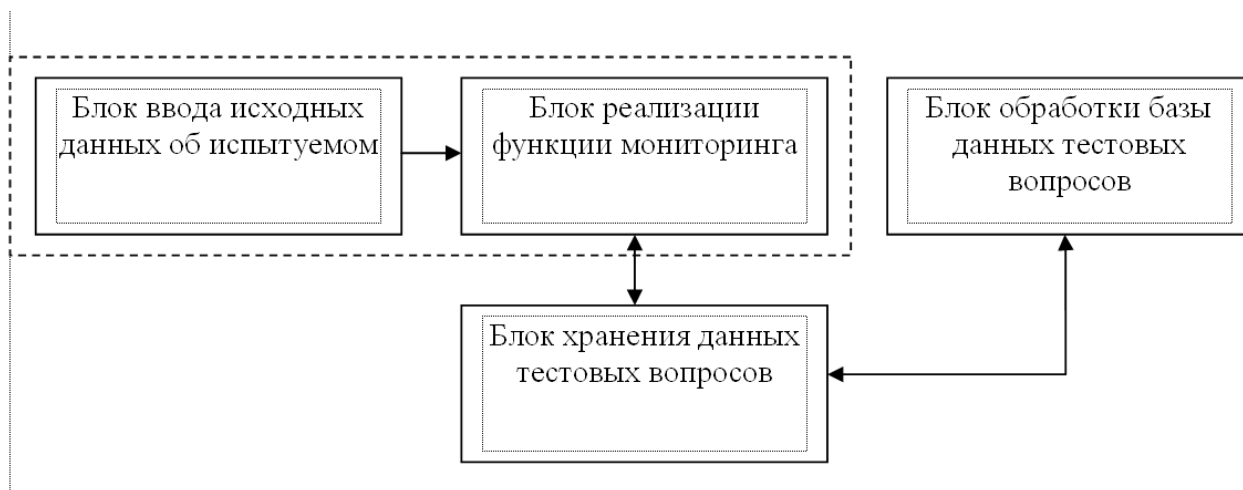 Блок ввода исходных
данных об испытуемом
Блок реализации
функции мониторинга
Блок обработки базы
данных тестовых
вопросов
Блок хранения данных
тестовых вопросов